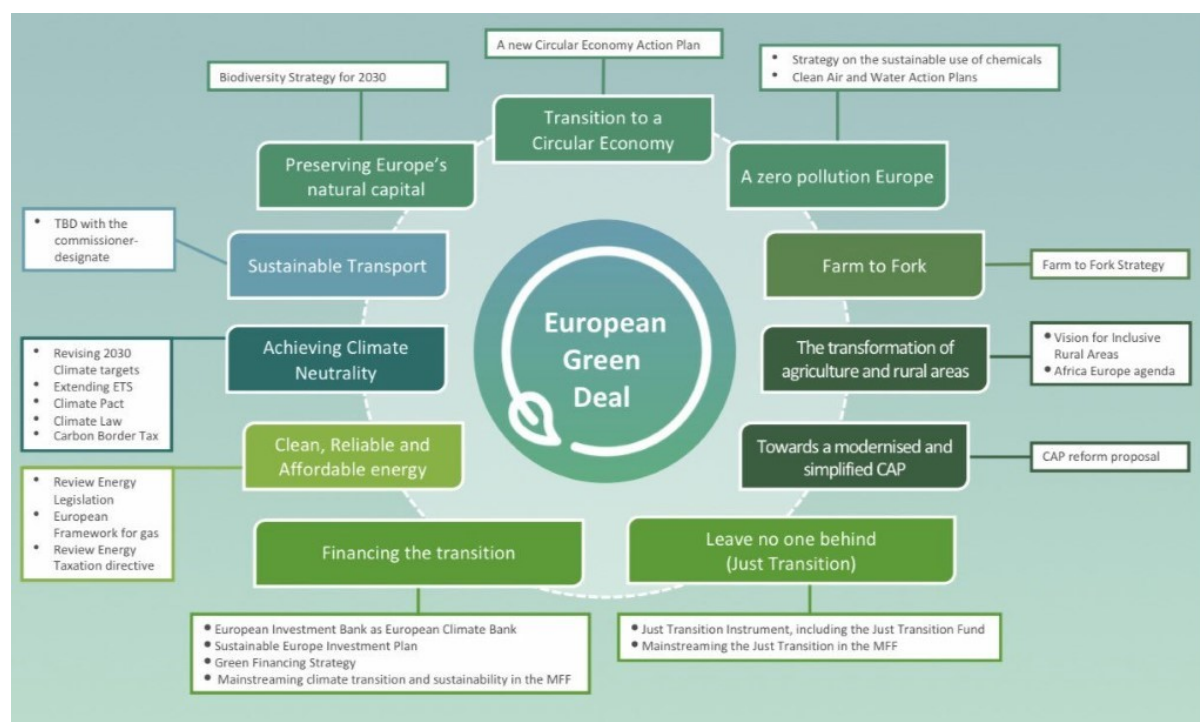 A new Circular Economy Action Plan
Biodiversity Strategy for 2030
• Strategy on the sustainable use of chemicals
• Clean Air and Water Action Plans
Transition to a
Circular Economy
Preserving Europe's
natural capital
A zero pollution Europe
• TBD with the
commissioner-
designate
Sustainable Transport
Farm to Fork
Farm to Fork Strategy
European
Green
Deal
• Revising 2030
Climate targets
• Extending ETS
• Climate Pact
• Climate Law
• Carbon Border Tax
Achieving Climate
Neutrality
The transformation of
agriculture and rural areas
• Vision for Inclusive
Rural Areas
• Africa Europe agenda
Clean, Reliable and
Affordable energy
Towards a modernised and
simplified CAP
CAP reform proposal
• Review Energy
Legislation
• European
Framework for gas
• Review Energy
Taxation directive
Financing the transition
Leave no one behind
(Just Transition)
• European Investment Bank as European Climate Bank
• Sustainable Europe Investment Plan
• Green Financing Strategy
• Mainstreaming climate transition and sustainability in the MFF
• Just Transition Instrument, including the Just Transition Fund
• Mainstreaming the Just Transition in the MFF